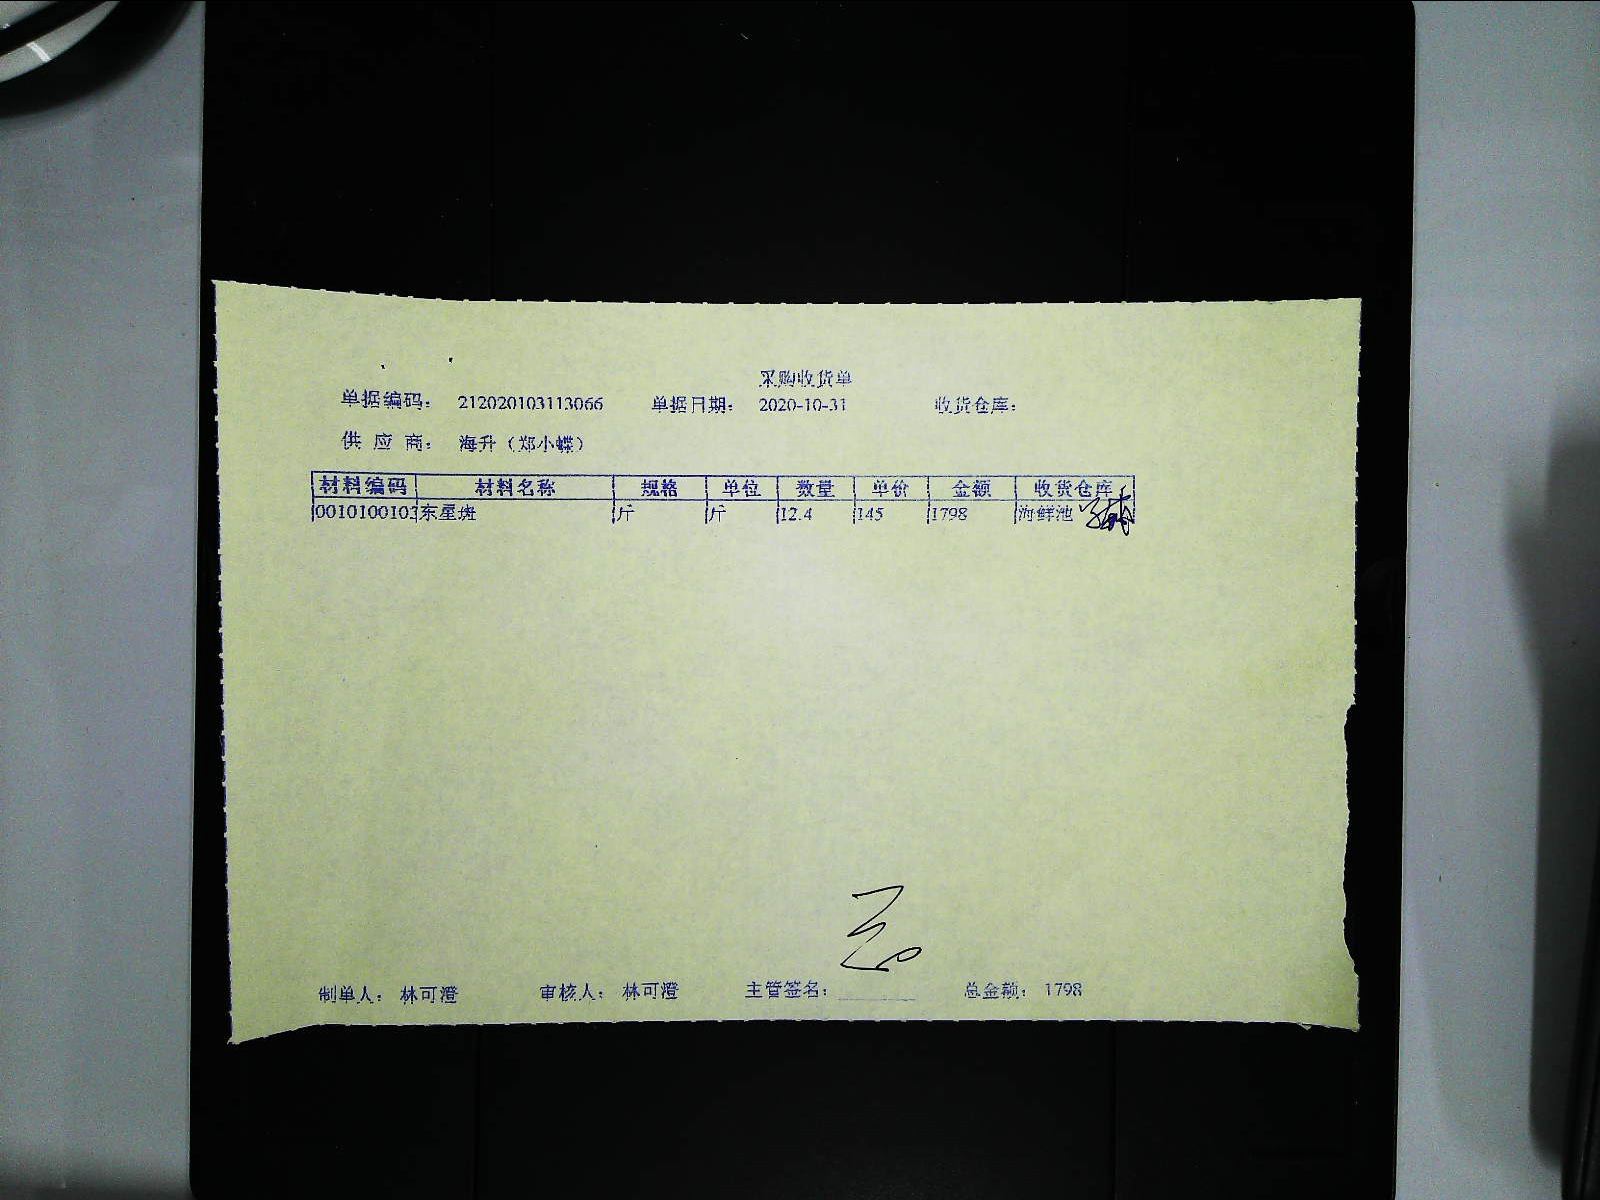 采购收货单
单据编码： 212020103113066 单据日期： 2020-10-31 收货仓库：
供 应 商： 海升（郑小蝶）
材料编码 材料名称 规格 单位 数量 单价 金额 收货仓库
0010100103 东星斑 斤 斤 12.4 145 1798 海鲜池
制单人： 林可澄 审核人： 林可澄 主管签名： 总金额： 1798